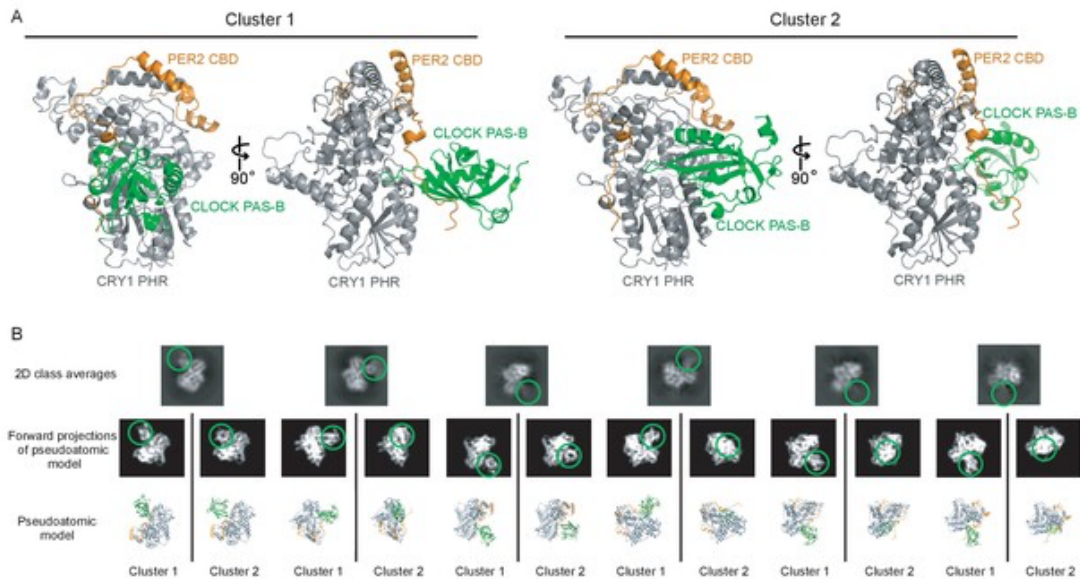 A
Cluster 1
Cluster 2
PER2 CBD
PER2 CBD
PER2 CBD
PER2 CBD
CLOCK PAS-B
CLOCK PAS-B
90°
90°
CLOCK PAS-B
CLOCK PAS-B
CRY1 PHR
CRY1 PHR
CRY1 PHR
CRY1 PHR
B
2D class averages
Forward projections
of pseudoatomic
model
Pseudoatomic
model
Cluster 1 Cluster 2 Cluster 1 Cluster 2 Cluster 1 Cluster 2 Cluster 1 Cluster 2 Cluster 1 Cluster 2 Cluster 1 Cluster 2